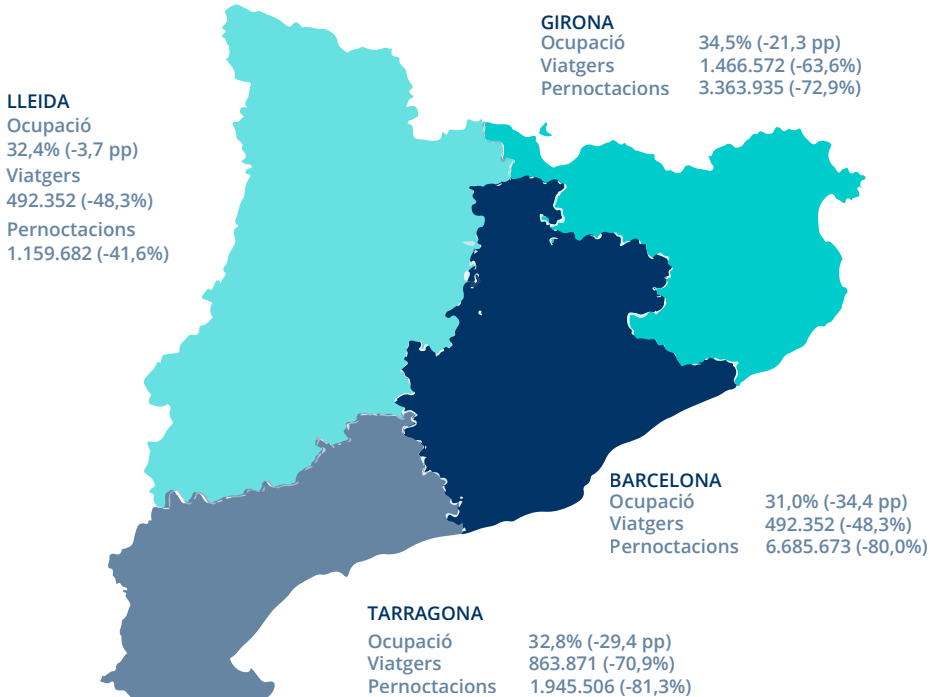 GIRONA
Ocupació 34,5% (-21,3 pp)
Viatgers 1.466.572 (-63,6%)
Pernoctacions 3.363.935 (-72,9%)
LLEIDA
Ocupació
32,4% (-3,7 pp)
Viatgers
492.352 (-48,3%)
Pernoctacions
1.159.682 (-41,6%)
BARCELONA
Ocupació 31,0% (-34,4 pp)
Viatgers 492.352 (-48,3%)
Pernoctacions 6.685.673 (-80,0%)
TARRAGONA
Ocupació 32,8% (-29,4 pp)
Viatgers 863.871 (-70,9%)
Pernoctacions 1.945.506 (-81,3%)